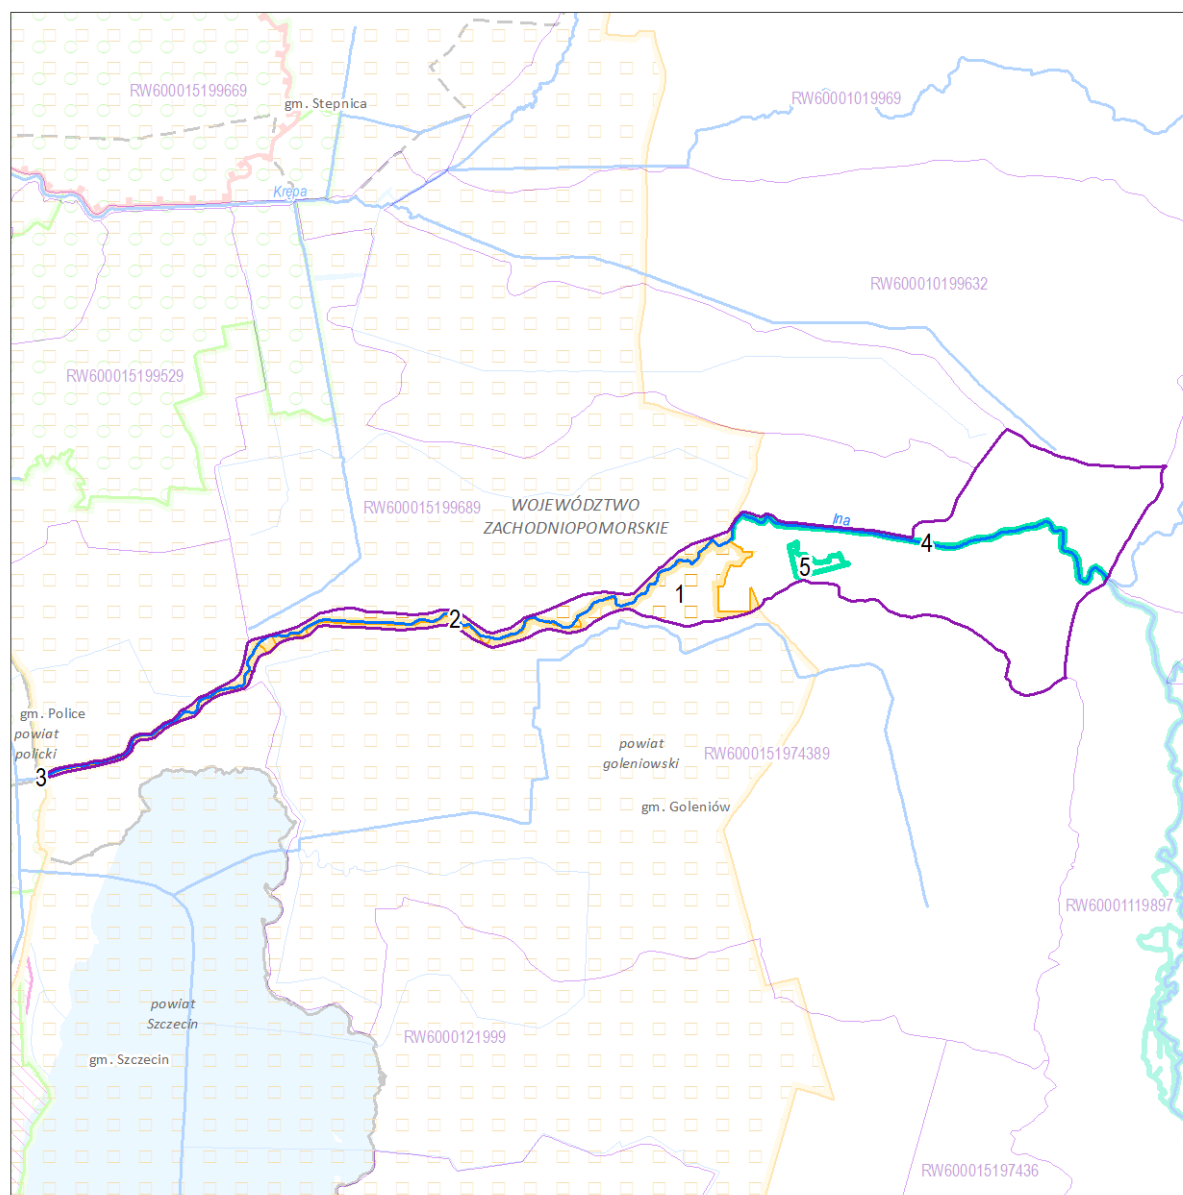 RW600015199669
gm. Stepnica
RW60001019969
Krępa
RW600010199632
RW600015199529
WOJEWÓDZTWO
ZACHODNIOPOMORSKIE
RW600015199689
Ina
4
5
1
2
gm. Police
powiat
policki
3
powiat
goleniowski
RW6000151974389
gm. Goleniów
RW60001119897
powiat
Szczecin
RW6000121999
gm. Szczecin
RW600015197436